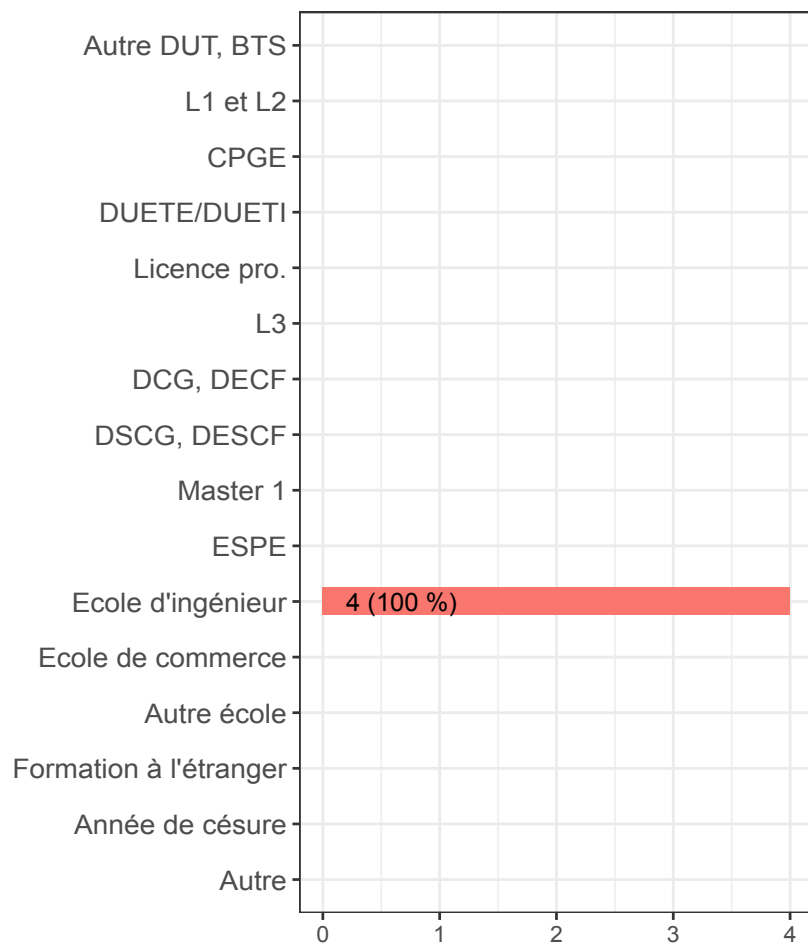 Autre DUT, BTS
L1 et L2
CPGE
DUETE/DUETI
Licence pro.
L3
DCG, DECF
DSCG, DESCF
Master 1
ESPE
Ecole d'ingénieur
4 (100 %)
Ecole de commerce
Autre école
Formation à l'étranger
Année de césure
Autre
0 1 2 3 4